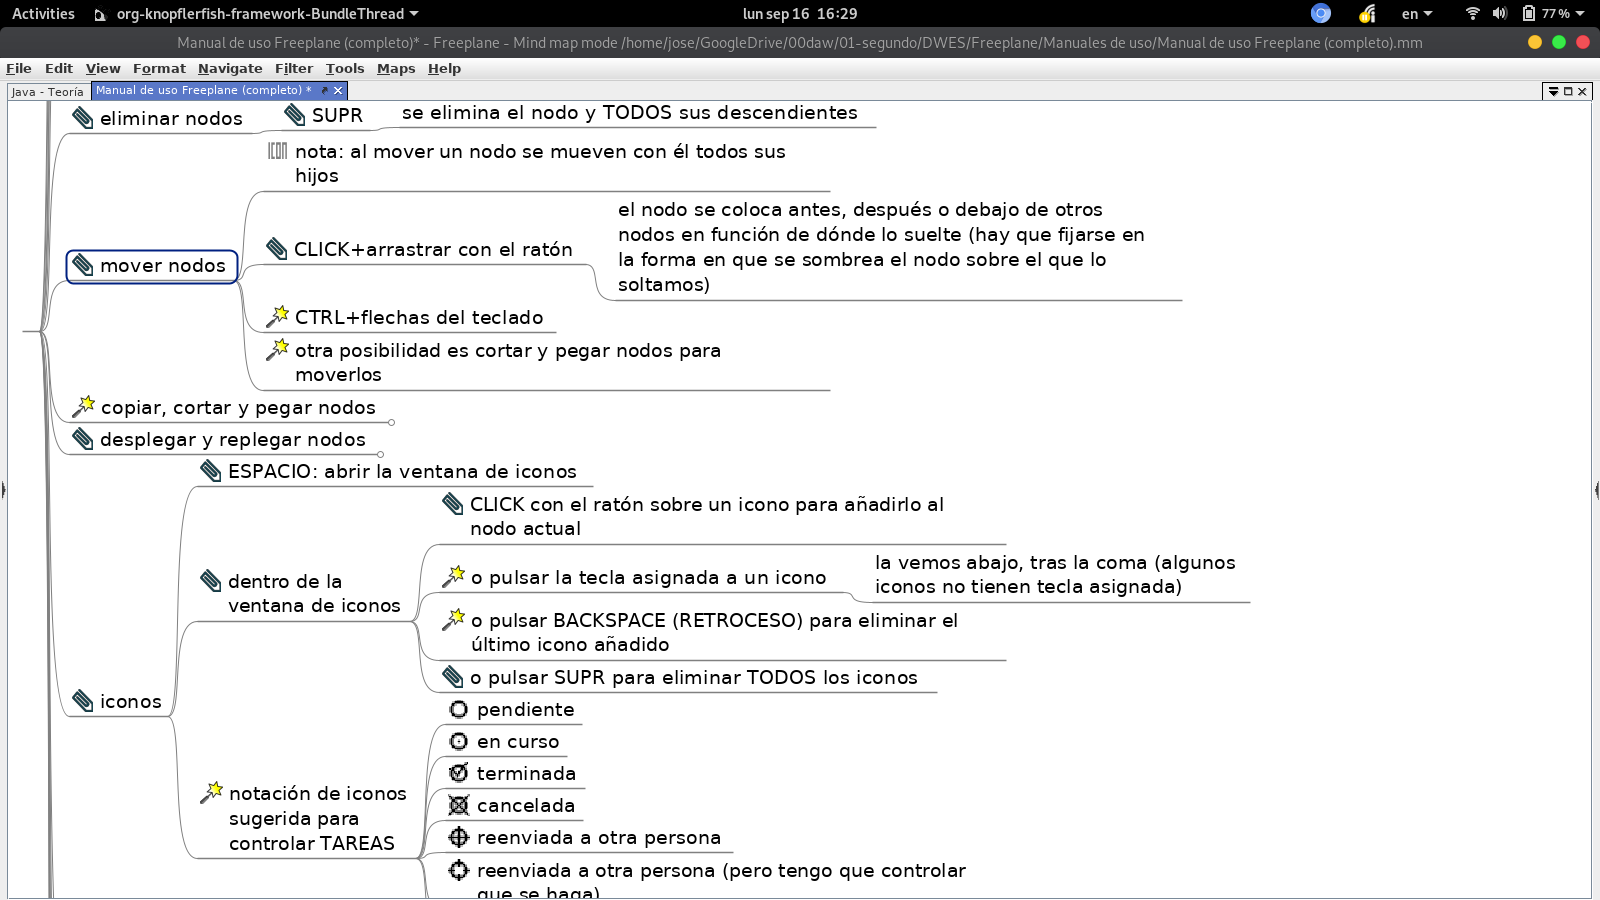 Activities org-knopflerfish-framework-BundleThread lun sep 16 16:29 en 77%
Manual de uso Freeplane (completo)* - Freeplane - Mind map mode /home/jose/GoogleDrive/00daw/01-segundo/DWES/Freeplane/Manuales de uso/Manual de uso Freeplane (completo).mm
File Edit View Format Navigate Filter Tools Maps Help
Java - Teoría Manual de uso Freeplane (completo) *
eliminar nodos SUPR se elimina el nodo y TODOS sus descendientes
nota: al mover un nodo se mueven con él todos sus
hijos
el nodo se coloca antes, después o debajo de otros
nodos en función de dónde lo suelte (hay que fijarse en
la forma en que se sombrea el nodo sobre el que lo
soltamos)
CLICK+arrastrar con el ratón
mover nodos
CTRL+flechas del teclado
otra posibilidad es cortar y pegar nodos para
moverlos
copiar, cortar y pegar nodos
desplegar y replegar nodos
ESPACIO: abrir la ventana de iconos
CLICK con el ratón sobre un icono para añadirlo al
nodo actual
dentro de la
ventana de iconos
o pulsar la tecla asignada a un icono
la vemos abajo, tras la coma (algunos
iconos no tienen tecla asignada)
o pulsar BACKSPACE (RETROCESO) para eliminar el
último icono añadido
o pulsar SUPR para eliminar TODOS los iconos
iconos
pendiente
en curso
terminada
notación de iconos
sugerida para
controlar TAREAS
cancelada
reenviada a otra persona
reenviada a otra persona (pero tengo que controlar
que se haga)